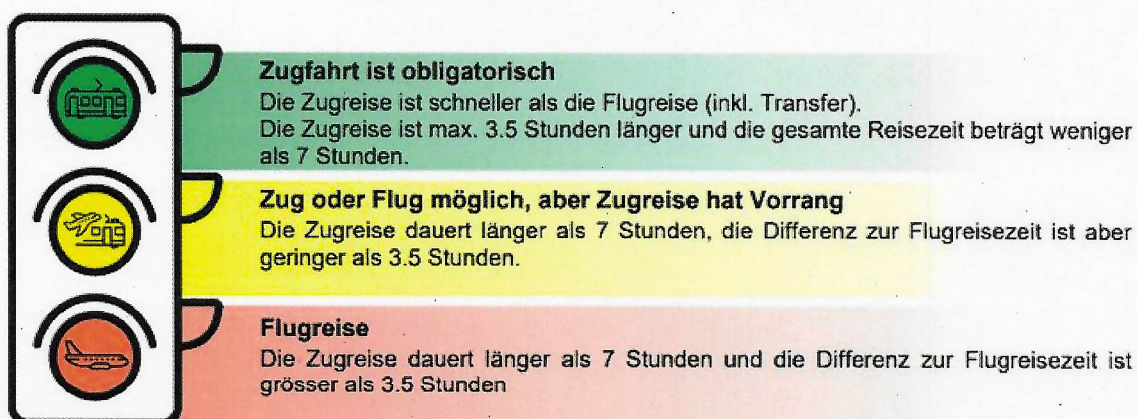 Zugfahrt ist obligatorisch
Die Zugreise ist schneller als die Flugreise (inkl. Transfer).
Die Zugreise ist max. 3.5 Stunden länger und die gesamte Reisezeit beträgt weniger
als 7 Stunden.
Zug oder Flug möglich, aber Zugreise hat Vorrang
Die Zugreise dauert länger als 7 Stunden, die Differenz zur Flugreisezeit ist aber
geringer als 3.5 Stunden.
Flugreise
Die Zugreise dauert länger als 7 Stunden und die Differenz zur Flugreisezeit ist
grösser als 3.5 Stunden